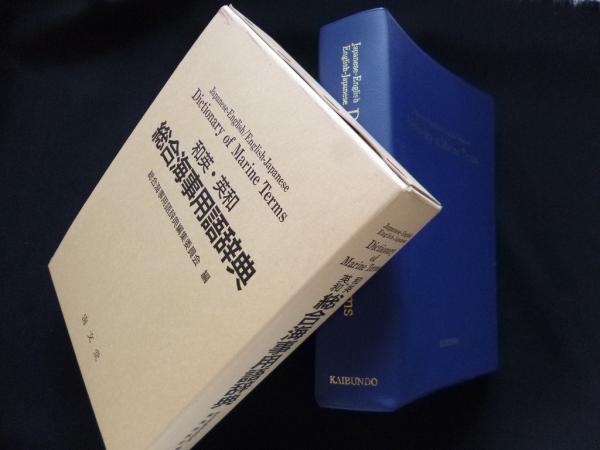 Japanese-English/English-Japanese
Dictionary of Marine Terms
和英・英和
総合海事用語辞典
総合海事用語辞典編集委員会 編
海文堂
Japanese-English
English-Japanese
Dictionary
of
Marine Terms
和英
英和
総合海事用語辞典
Japanese-English
English-Japanese
KAIBUNDO
of Marine Terms